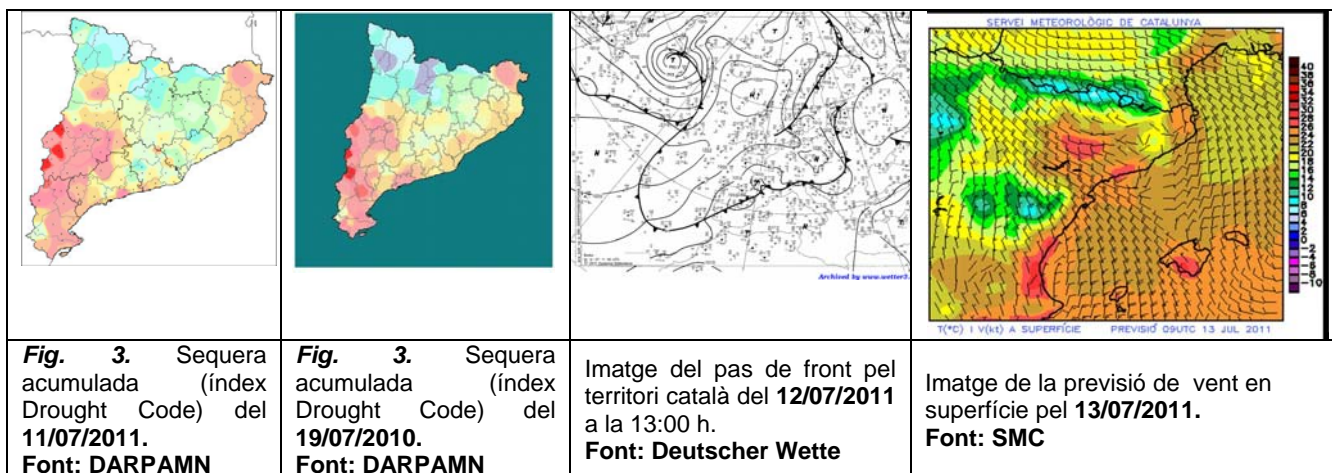 SERVEI METEOROLÒGIC DE CATALUNYA
40
38
36
34
32
30
28
26
24
22
20
18
16
14
12
10
8
6
4
2
0
-2
-4
-6
-8
-10
Archived by www.wetter3.
T(°C) I V(kt) A SUPERFÍCIE PREVISIÓ 09UTC 13 JUL 2011
Fig. 3. Sequera
acumulada (índex
Drought Code) del
11/07/2011.
Font: DARPAMN
Fig. 3. Sequera
acumulada (índex
Drought Code) del
19/07/2010.
Font: DARPAMN
Imatge del pas de front pel
territori català del 12/07/2011
a la 13:00 h.
Font: Deutscher Wette
Imatge de la previsió de vent en
superfície pel 13/07/2011.
Font: SMC